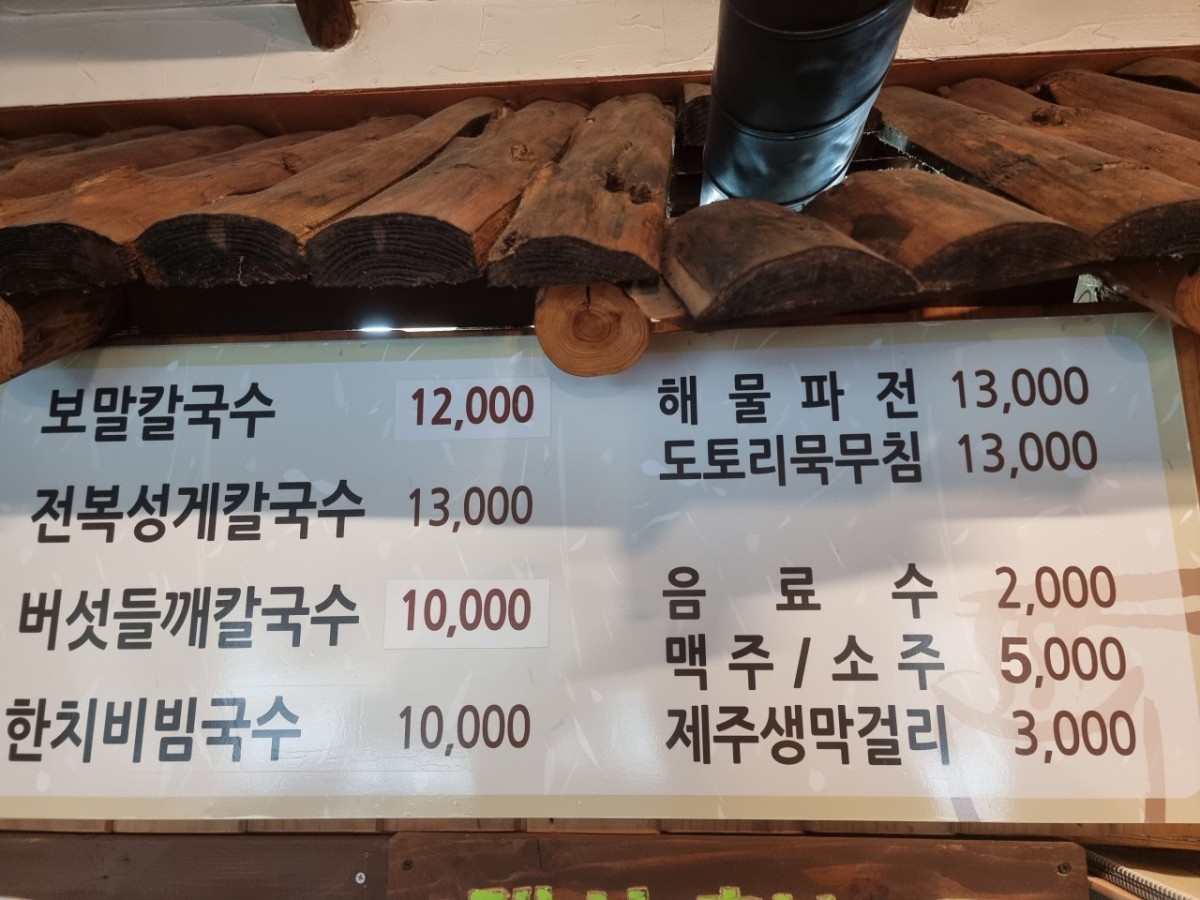 보말칼국수 12,000
전복성게칼국수 13,000
버섯들깨칼국수 10,000
한치비빔국수 10,000
해물파전 13,000
도토리묵무침 13,000
음료수 2,000
맥주/소주 5,000
제주생막걸리 3,000